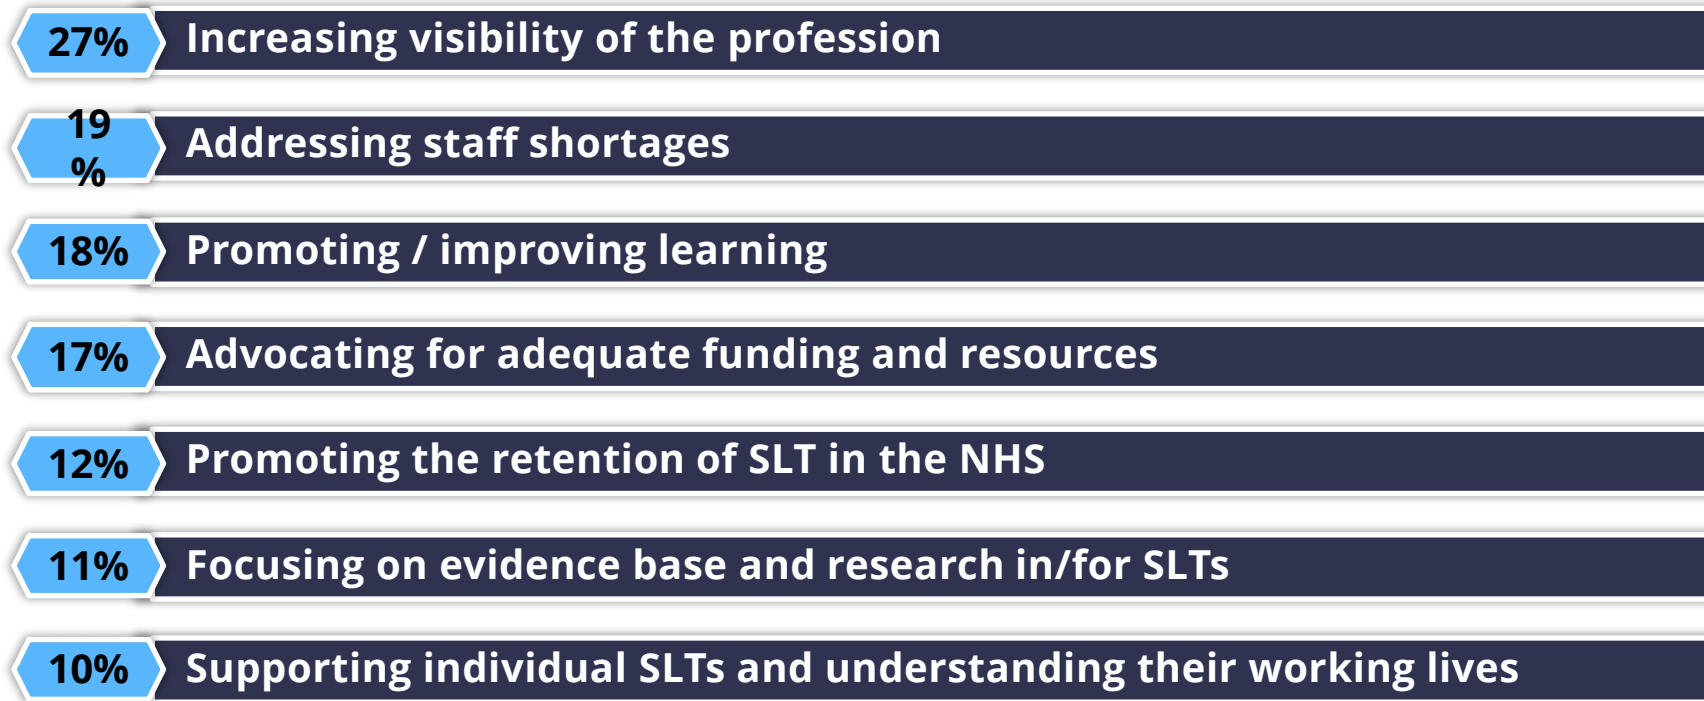 27% Increasing visibility of the profession
19
% Addressing staff shortages
18% Promoting / improving learning
17% Advocating for adequate funding and resources
12% Promoting the retention of SLT in the NHS
11% Focusing on evidence base and research in/for SLTs
10% Supporting individual SLTs and understanding their working lives